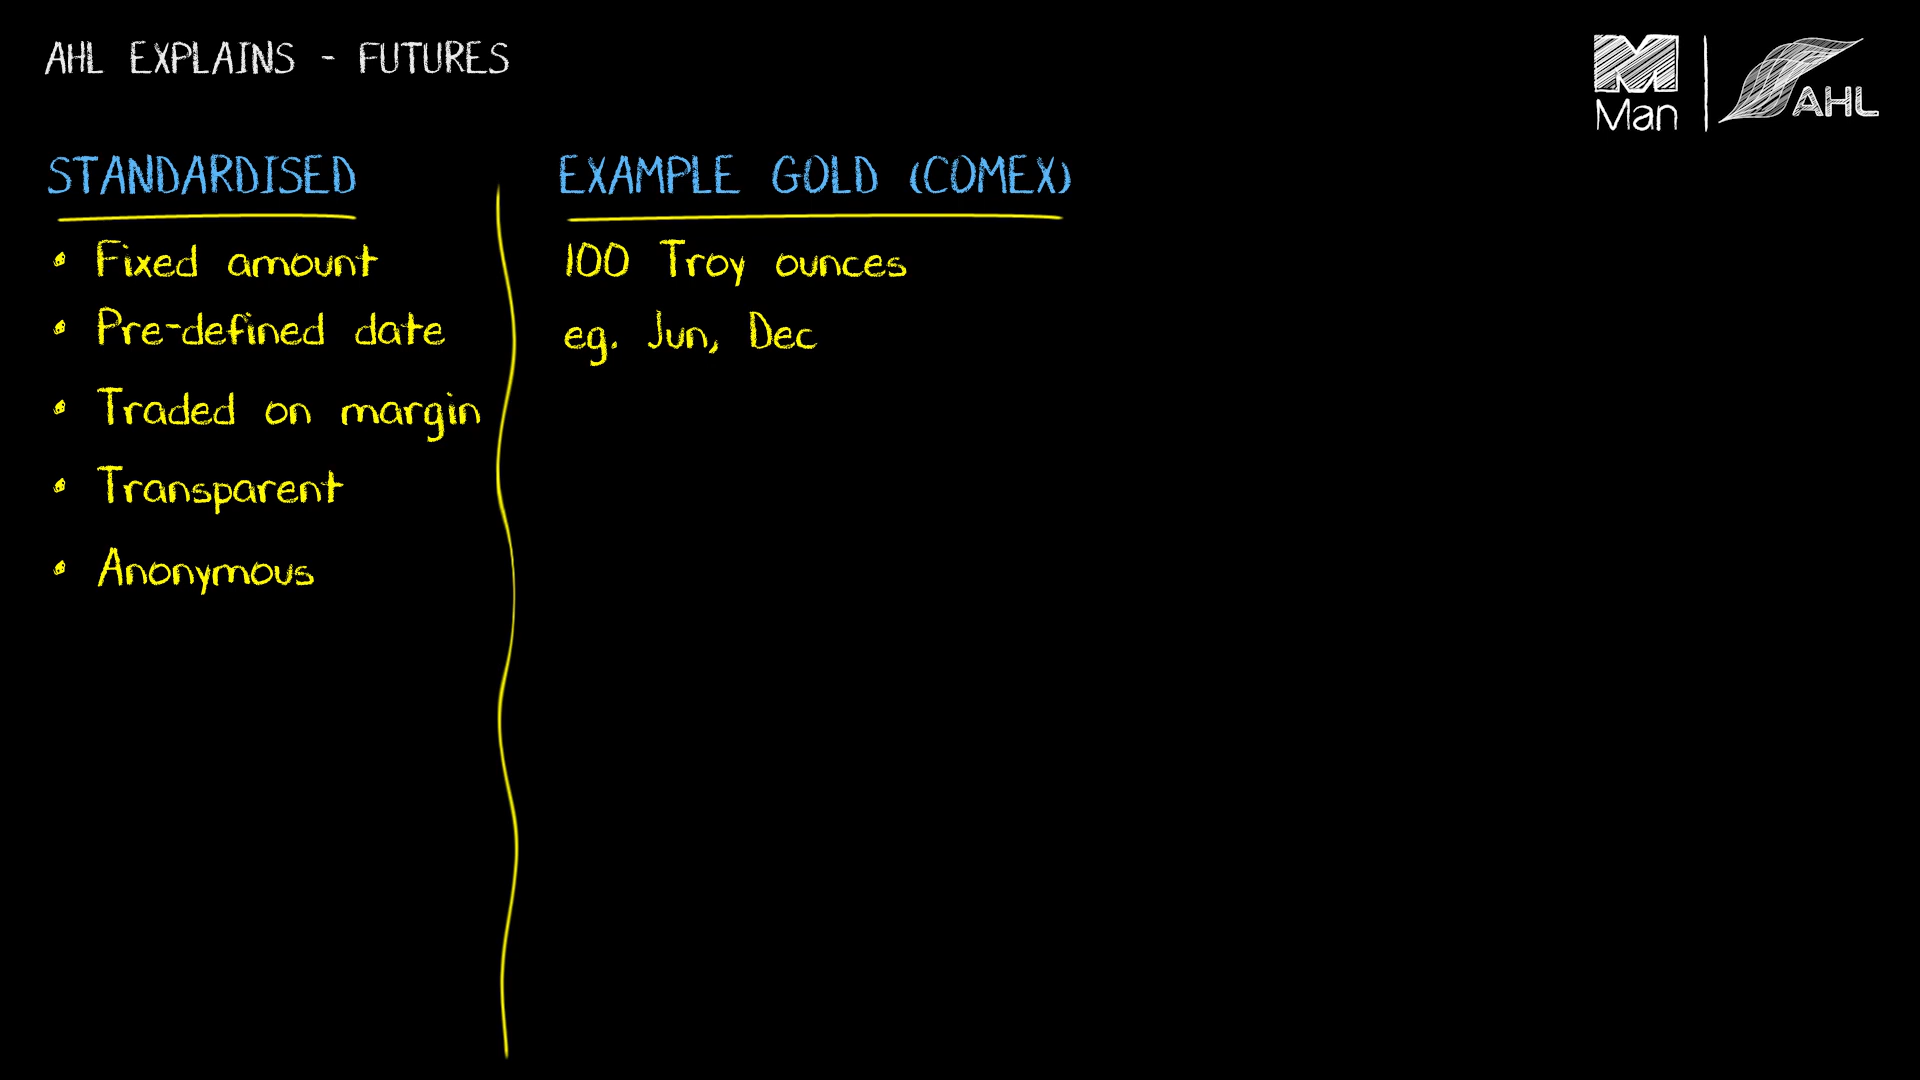 AHL EXPLAINS - FUTURES
Man
AHL
STANDARDISED
• Fixed amount
• Pre-defined date
• Traded on margin
• Transparent
• Anonymous
EXAMPLE GOLD (COMEX)
100 Troy ounces
eg. Jun, Dec